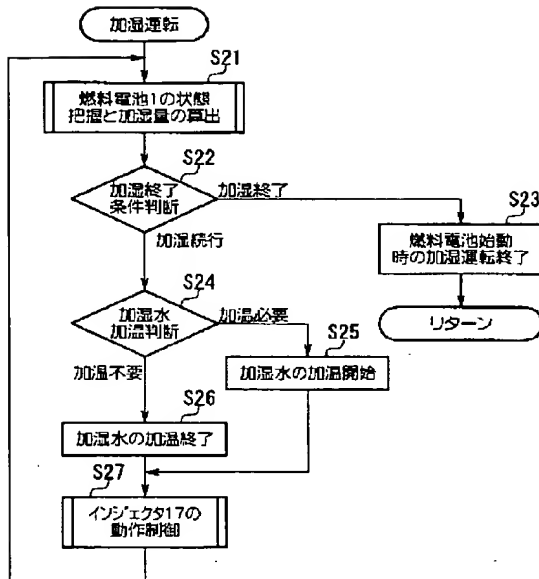 加湿運転
S21
燃料電池1の状態
把握と加湿量の算出
S22
加湿終了
条件判断
加湿終了
S23
燃料電池始動
時の加湿運転終了
リターン
加湿続行
S24
加湿水
加温判断
加温必要
S25
加湿水の加温開始
加温不要
S26
加湿水の加温終了
S27
インジェクタ17の
動作制御